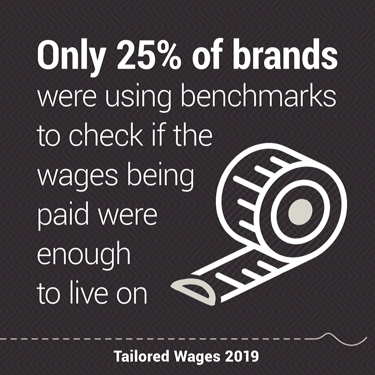 Only 25% of brands
were using benchmarks
to check if the
wages being
paid were
enough
to live on
Tailored Wages 2019